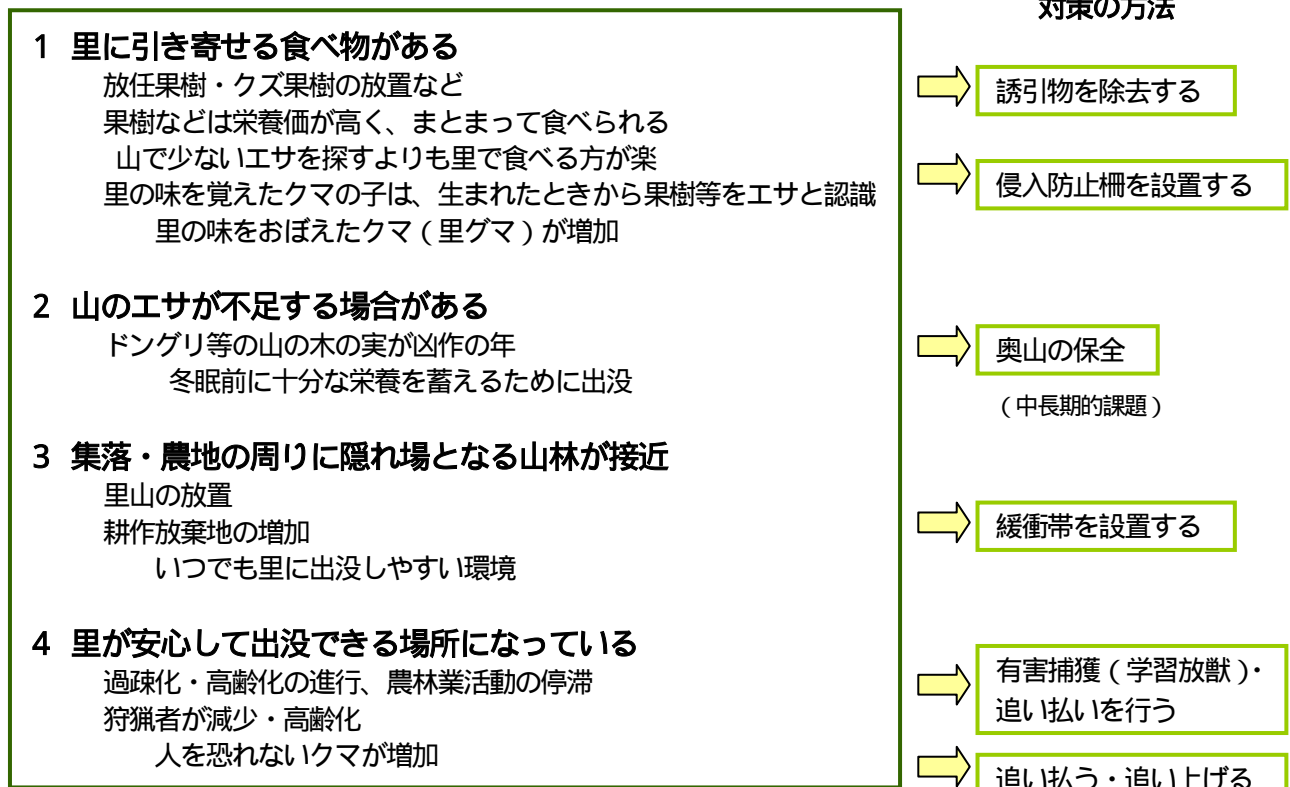 対策の方法
1 里に引き寄せる食べ物がある
放任果樹・クズ果樹の放置など
果樹などは栄養価が高く、まとまって食べられる
山で少ないエサを探すよりも里で食べる方が楽
里の味を覚えたクマの子は、生まれたときから果樹等をエサと認識
里の味をおぼえたクマ（里グマ）が増加
誘引物を除去する
侵入防止柵を設置する
2 山のエサが不足する場合がある
ドングリ等の山の木の実が凶作の年
冬眠前に十分な栄養を蓄えるために出没
奥山の保全
（中長期的課題）
3 集落・農地の周りに隠れ場となる山林が接近
里山の放置
耕作放棄地の増加
いつでも里に出没しやすい環境
緩衝帯を設置する
4 里が安心して出没できる場所になっている
過疎化・高齢化の進行、農林業活動の停滞
狩猟者が減少・高齢化
人を恐れないクマが増加
有害捕獲（学習放獣）・
追い払いを行う
追い払う・追い上げる